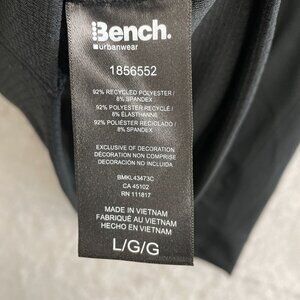 Bench.
urbanwear
1856552
92% RECYCLED POLYESTER /
8% SPANDEX
92% POLYESTER RECYCLÉ /
8% ÉLASTHANNE
92% POLIÉSTER RECICLADO /
8% SPANDEX
EXCLUSIVE OF DECORATION
DÉCORATION NON COMPRISE
DECORACIÓN NO INCLUIDO
BMKL43473C
CA 45102
RN 111817
MADE IN VIETNAM
FABRIQUÉ AU VIETNAM
HECHO EN VIETNAM
L/G/G